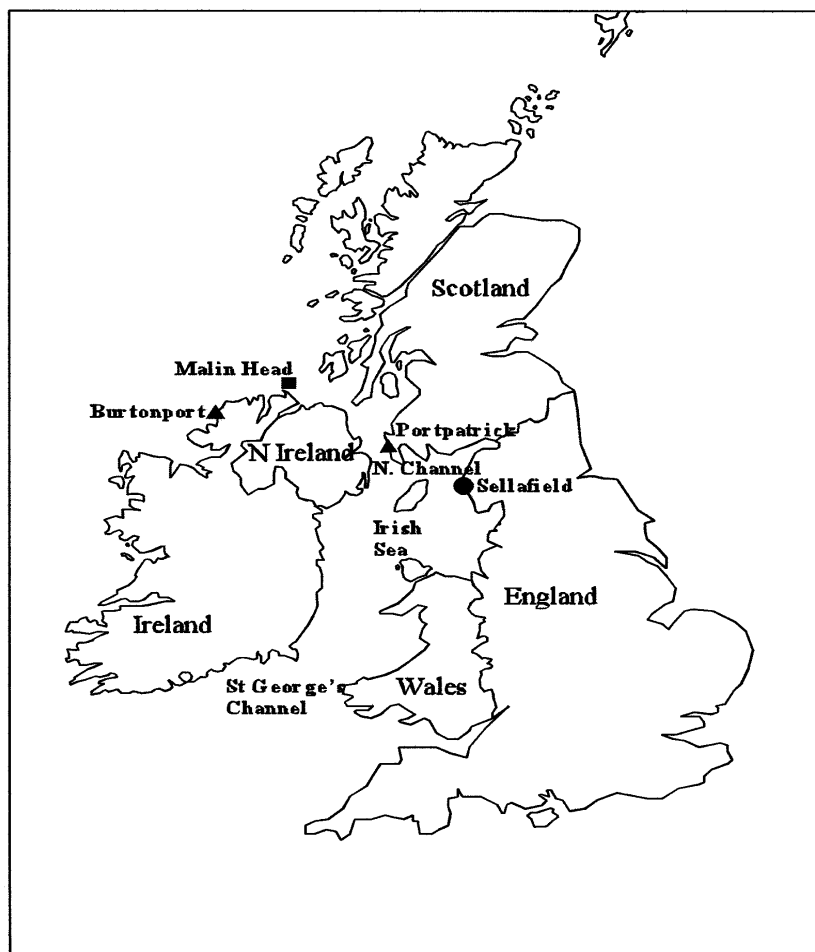 Scotland
Malin Head
Burtonport
Portpatrick
N Ireland
N. Channel
Sellafield
Irish
Sea
England
Ireland
St George's
Channel
Wales